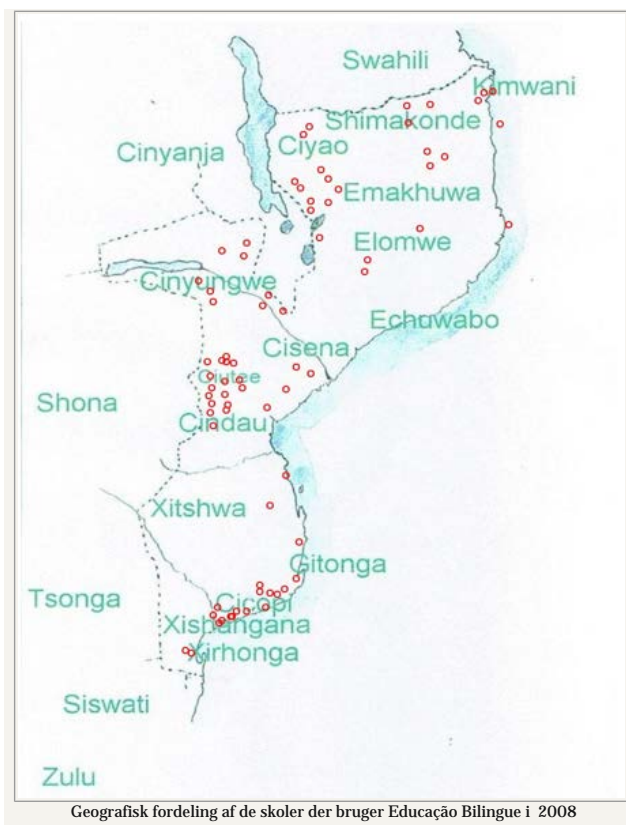 Swahili
Kimwani
Shimakonde
Ciyao
Cinyanja
Emakhuwa
Elomwe
Cinyungwe
Echuwabo
Cisena
Ciutee
Shona
Cindau
Xitshwa
Gitonga
Tsonga
Cicopi
Xishangana
Xirhonga
Siswati
Zulu
Geografisk fordeling af de skoler der bruger Educação Bilingue i 2008